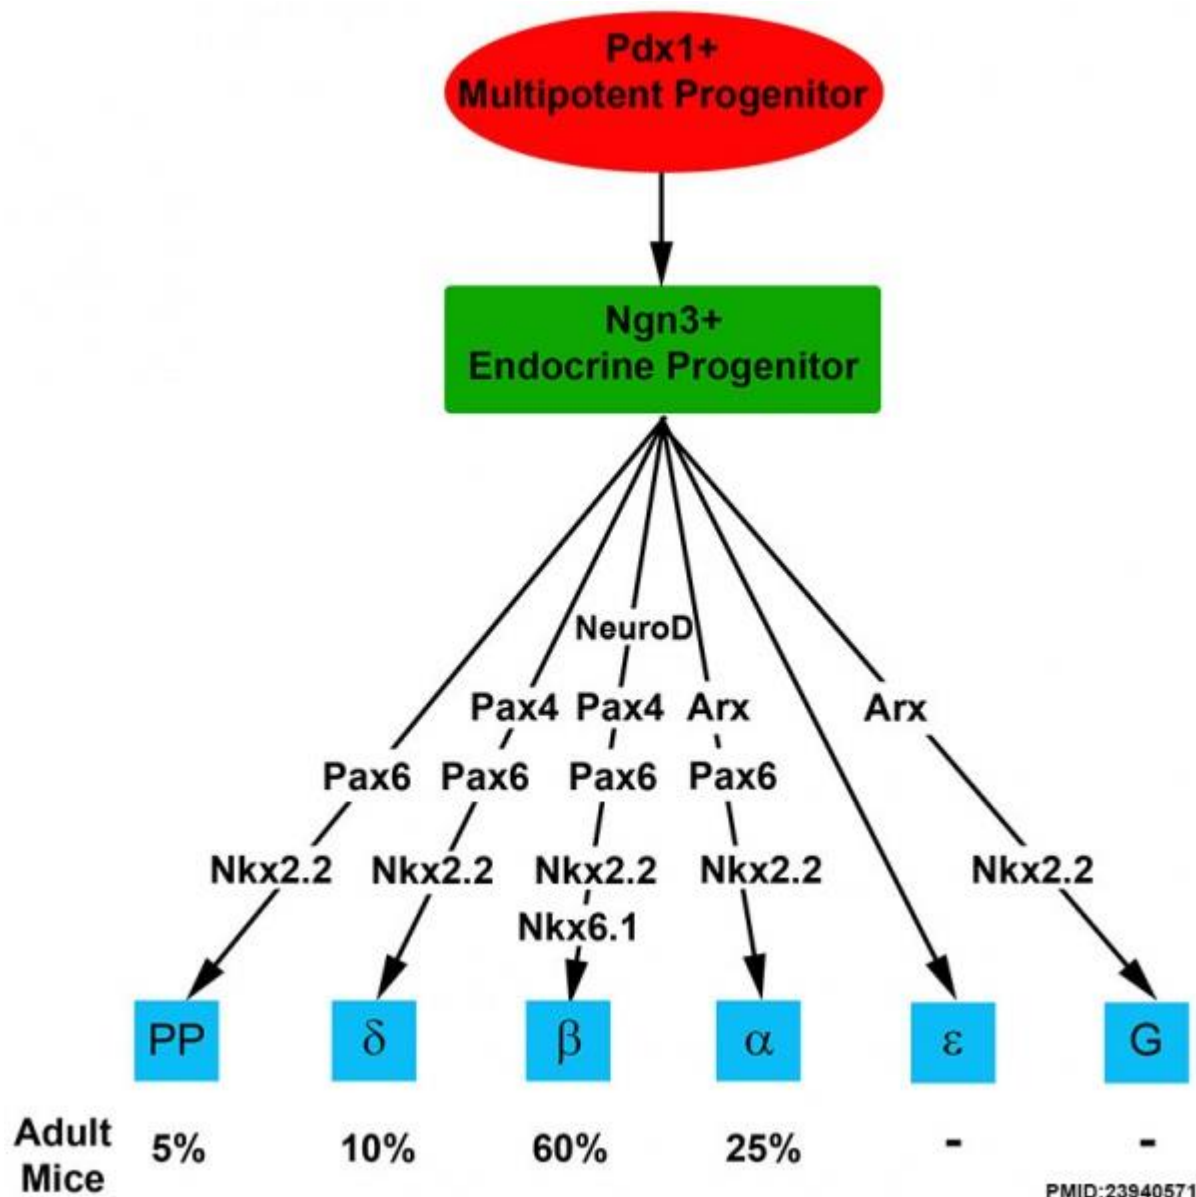 Pdx1+
Multipotent Progenitor
Ngn3+
Endocrine Progenitor
NeuroD
Pax4 Pax4 Arx Arx
Pax6 Pax6 Pax6 Pax6
Nkx2.2 Nkx2.2 Nkx2.2 Nkx2.2 Nkx2.2
Nkx6.1
PP δ β α ε G
Adult
Mice
5% 10% 60% 25% - -
PMID:23940571